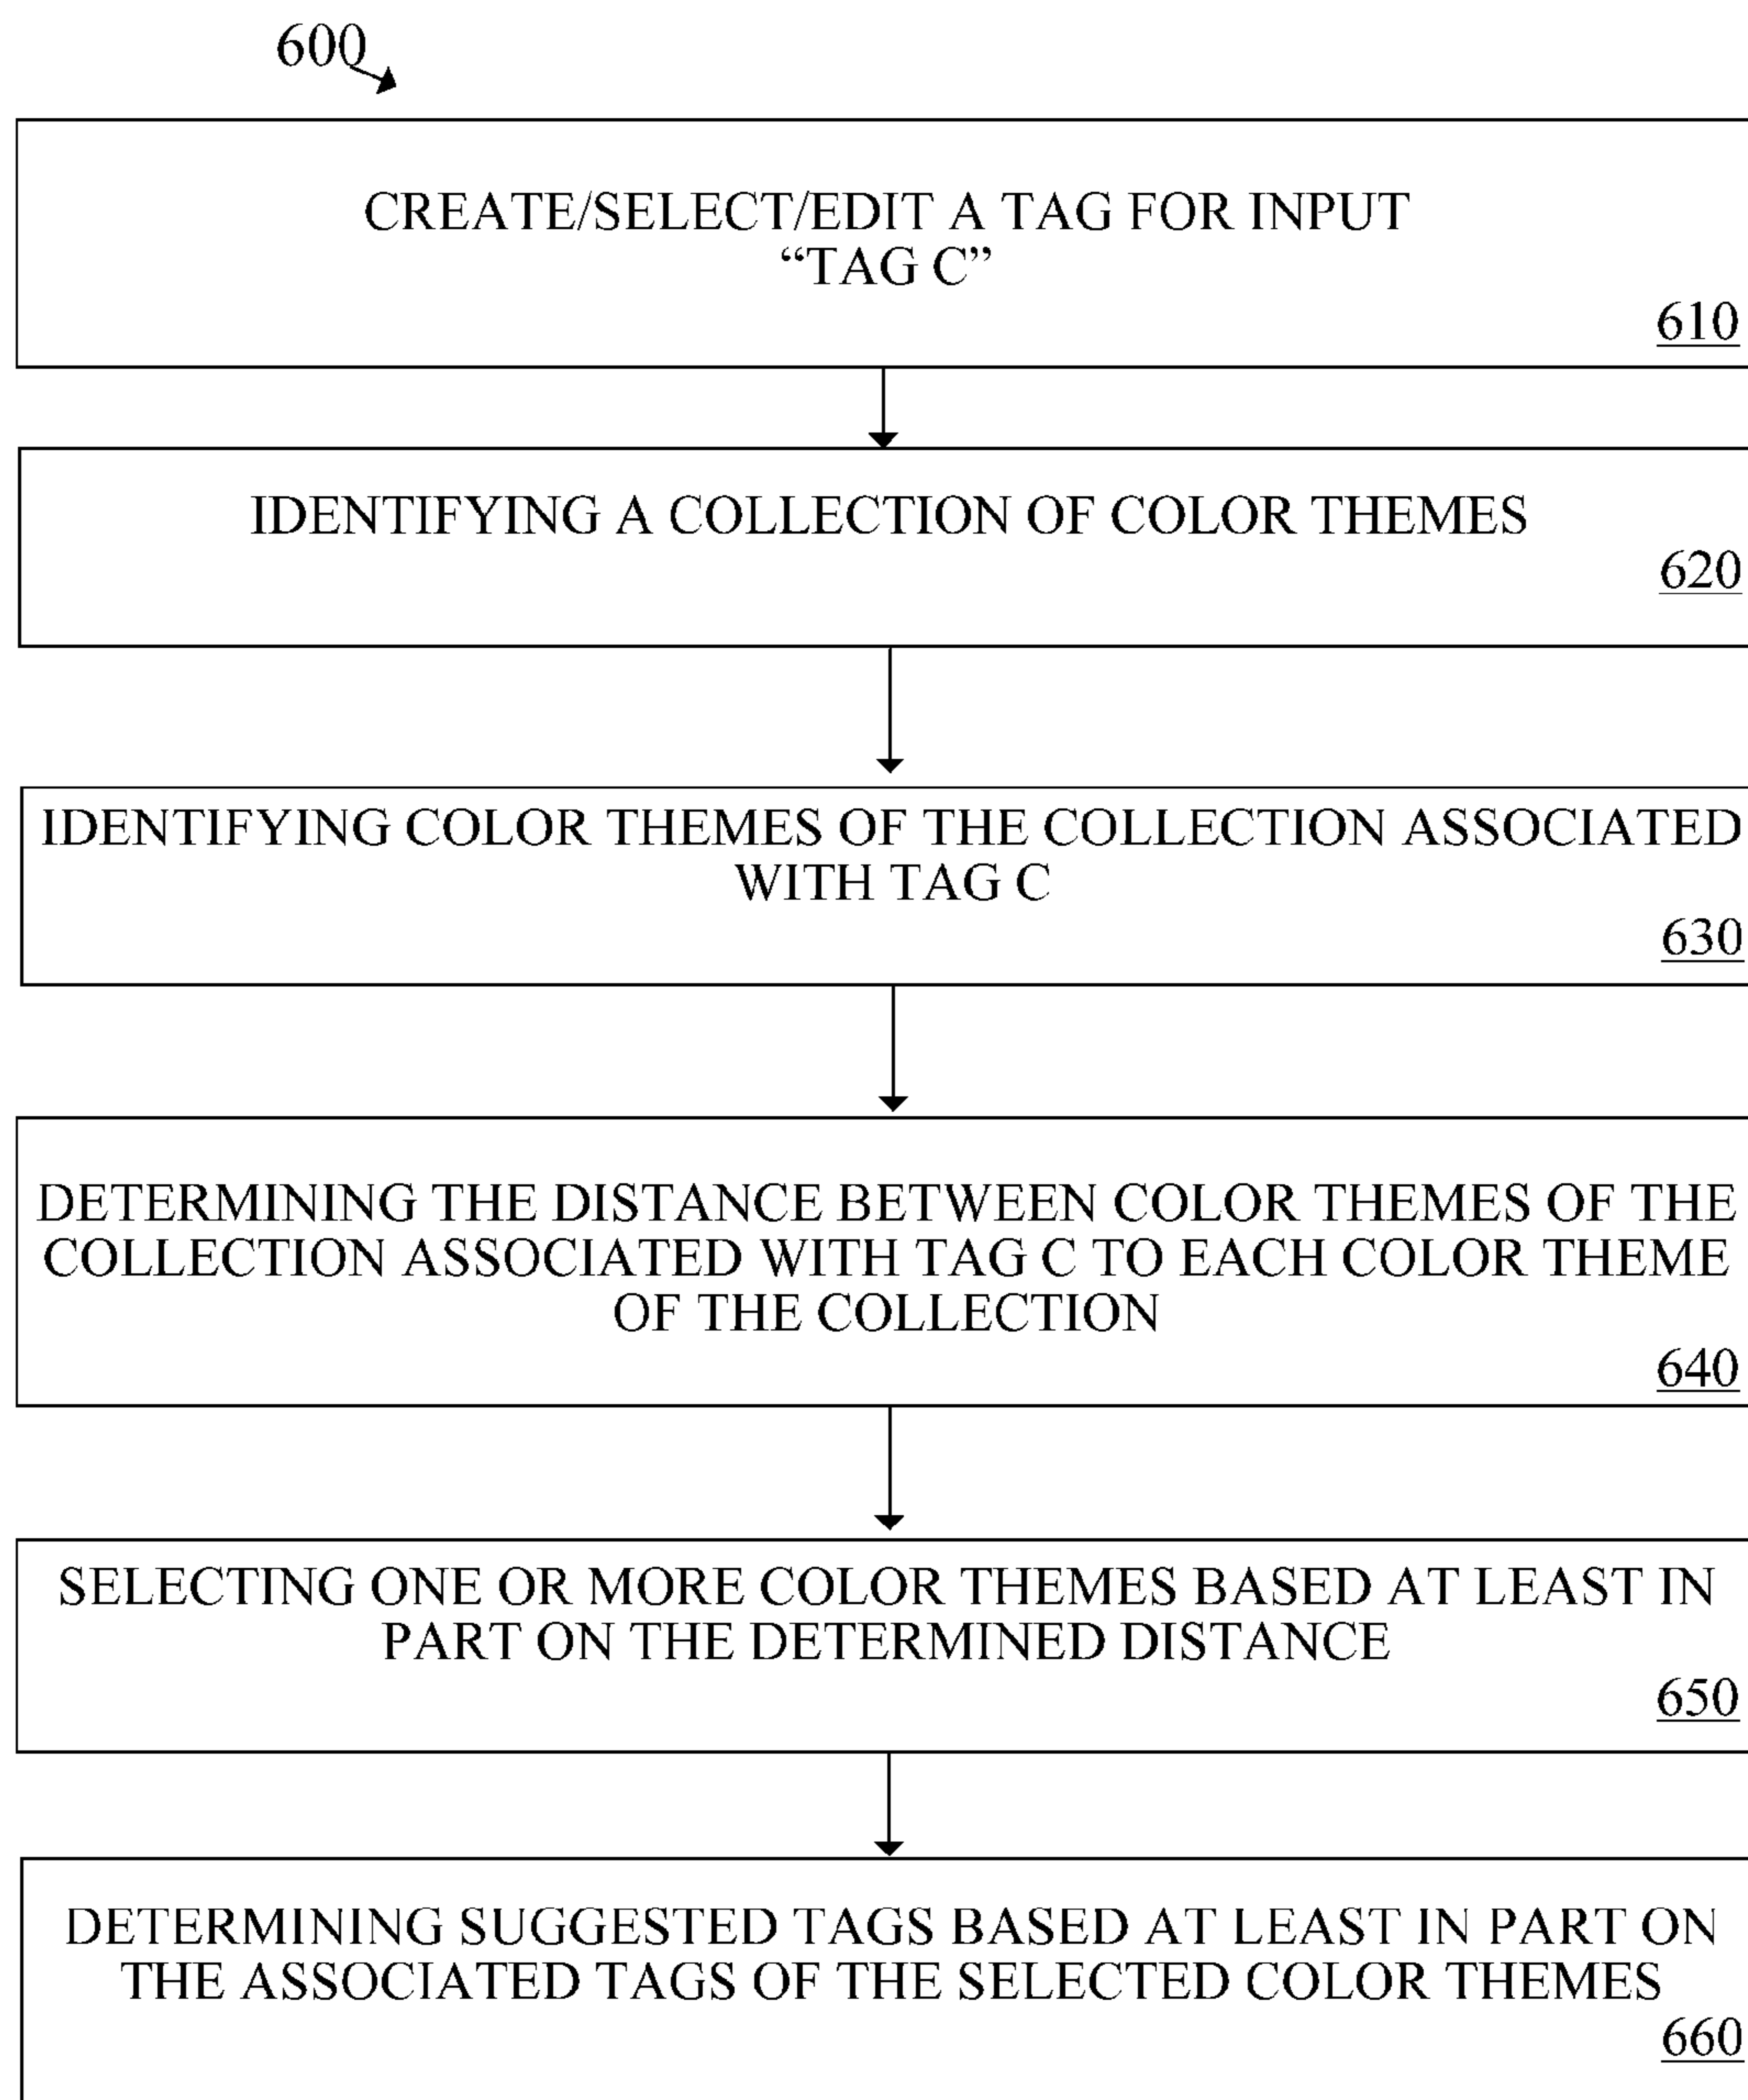 600
CREATE/SELECT/EDIT A TAG FOR INPUT
“TAG C”
610
IDENTIFYING A COLLECTION OF COLOR THEMES
620
IDENTIFYING COLOR THEMES OF THE COLLECTION ASSOCIATED
WITH TAG C
630
DETERMINING THE DISTANCE BETWEEN COLOR THEMES OF THE
COLLECTION ASSOCIATED WITH TAG C TO EACH COLOR THEME
OF THE COLLECTION
640
SELECTING ONE OR MORE COLOR THEMES BASED AT LEAST IN
PART ON THE DETERMINED DISTANCE
650
DETERMINING SUGGESTED TAGS BASED AT LEAST IN PART ON
THE ASSOCIATED TAGS OF THE SELECTED COLOR THEMES
660